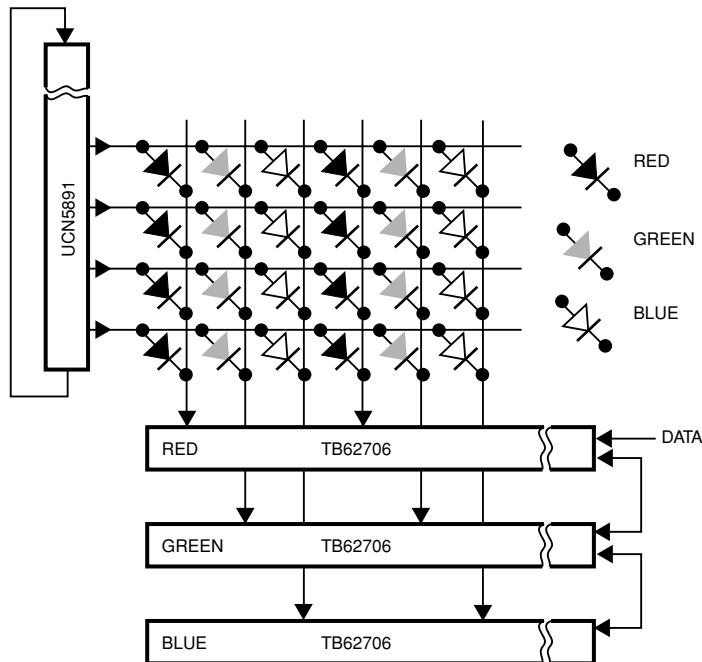 UCN5891
RED
GREEN
BLUE
DATA
RED TB62706
GREEN TB62706
BLUE TB62706